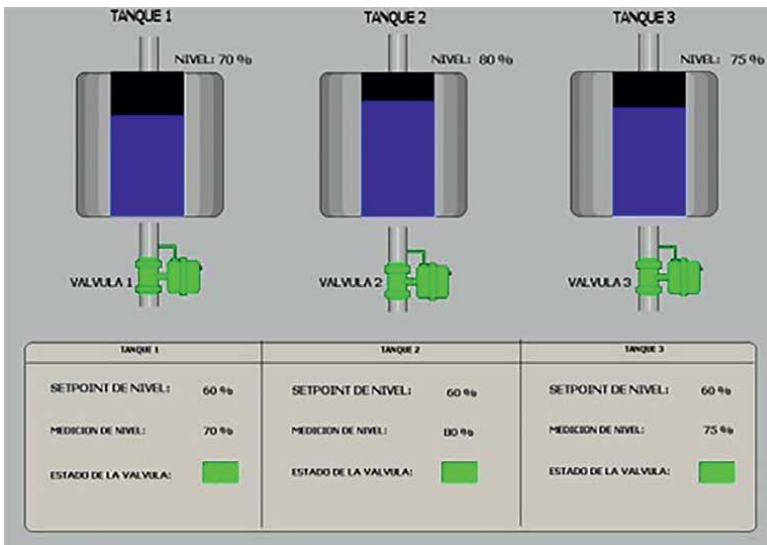 TANQUE 1
TANQUE 2
TANQUE 3
NIVEL: 70 %
NIVEL: 80 %
NIVEL: 75 %
VALVULA 1
VALVULA 2
VALVULA 3
TANQUE 1
TANQUE 2
TANQUE 3
SETPOINT DE NIVEL: 60 %
SETPOINT DE NIVEL: 60 %
SETPOINT DE NIVEL: 60 %
MEDICION DE NIVEL: 70 %
MEDICION DE NIVEL: 80 %
MEDICION DE NIVEL: 75 %
ESTADO DE LA VALVULA:
ESTADO DE LA VALVULA:
ESTADO DE LA VALVULA: